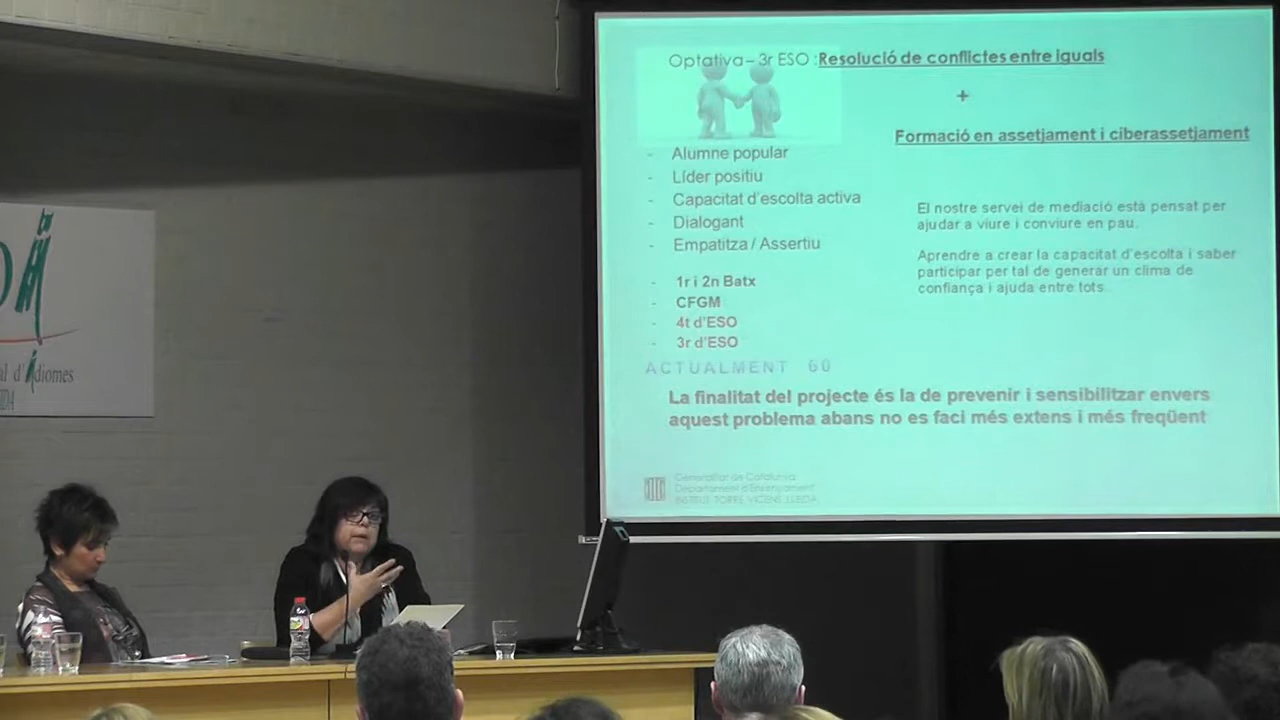 Optativa – 3r ESO :Resolució de conflictes entre iguals
+
Formació en assetjament i ciberassetjament
- Alumne popular
- Líder positiu
- Capacitat d'escolta activa
- Dialogant
- Empatitza / Assertiu
- 1r i 2n Batx
- CFGM
- 4t d'ESO
- 3r d'ESO
ACTUALMENT 60
El nostre servei de mediació està pensat per
ajudar a viure i conviure en pau.
Aprendre a crear la capacitat d'escolta i saber
participar per tal de generar un clima de
confiança i ajuda entre tots.
La finalitat del projecte és la de prevenir i sensibilitzar envers
aquest problema abans no es faci més extens i més freqüent
Generalitat de Catalunya
Departament d'Ensenyament
INSTITUT TORRE VICENS LLEIDA
al d'Idiomes